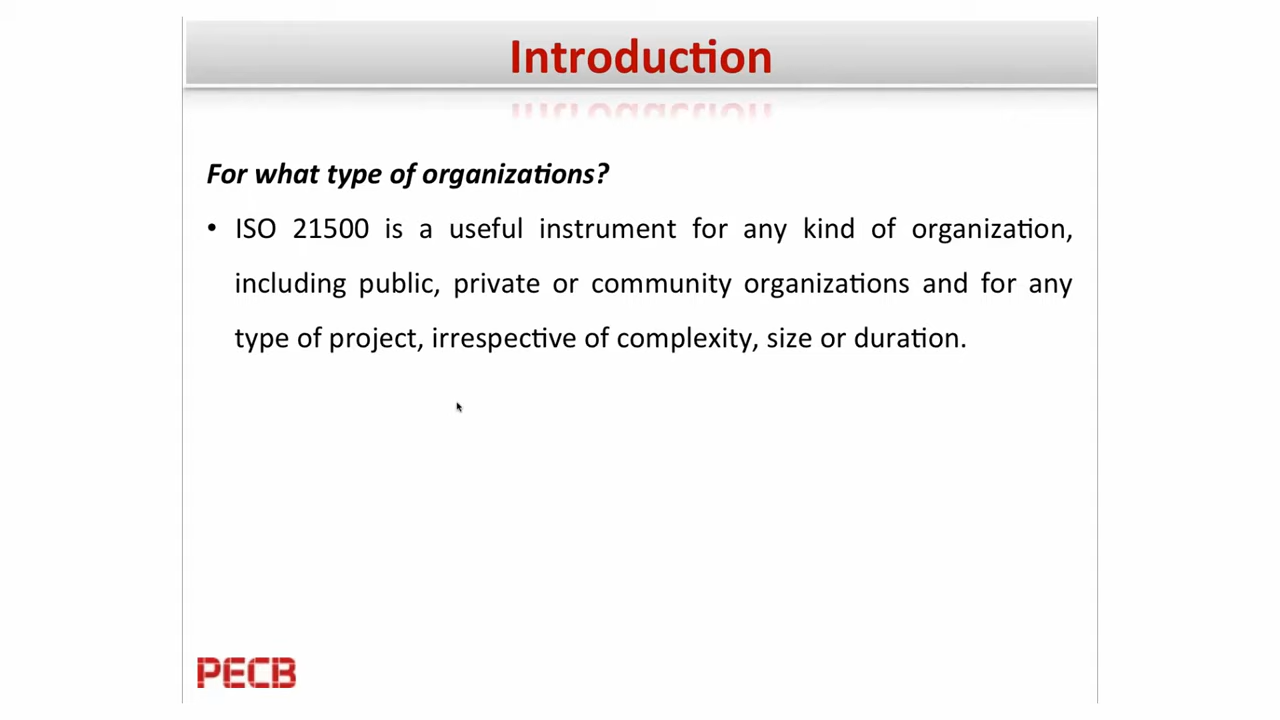 Introduction
For what type of organizations?
• ISO 21500 is a useful instrument for any kind of organization,
including public, private or community organizations and for any
type of project, irrespective of complexity, size or duration.
PECB